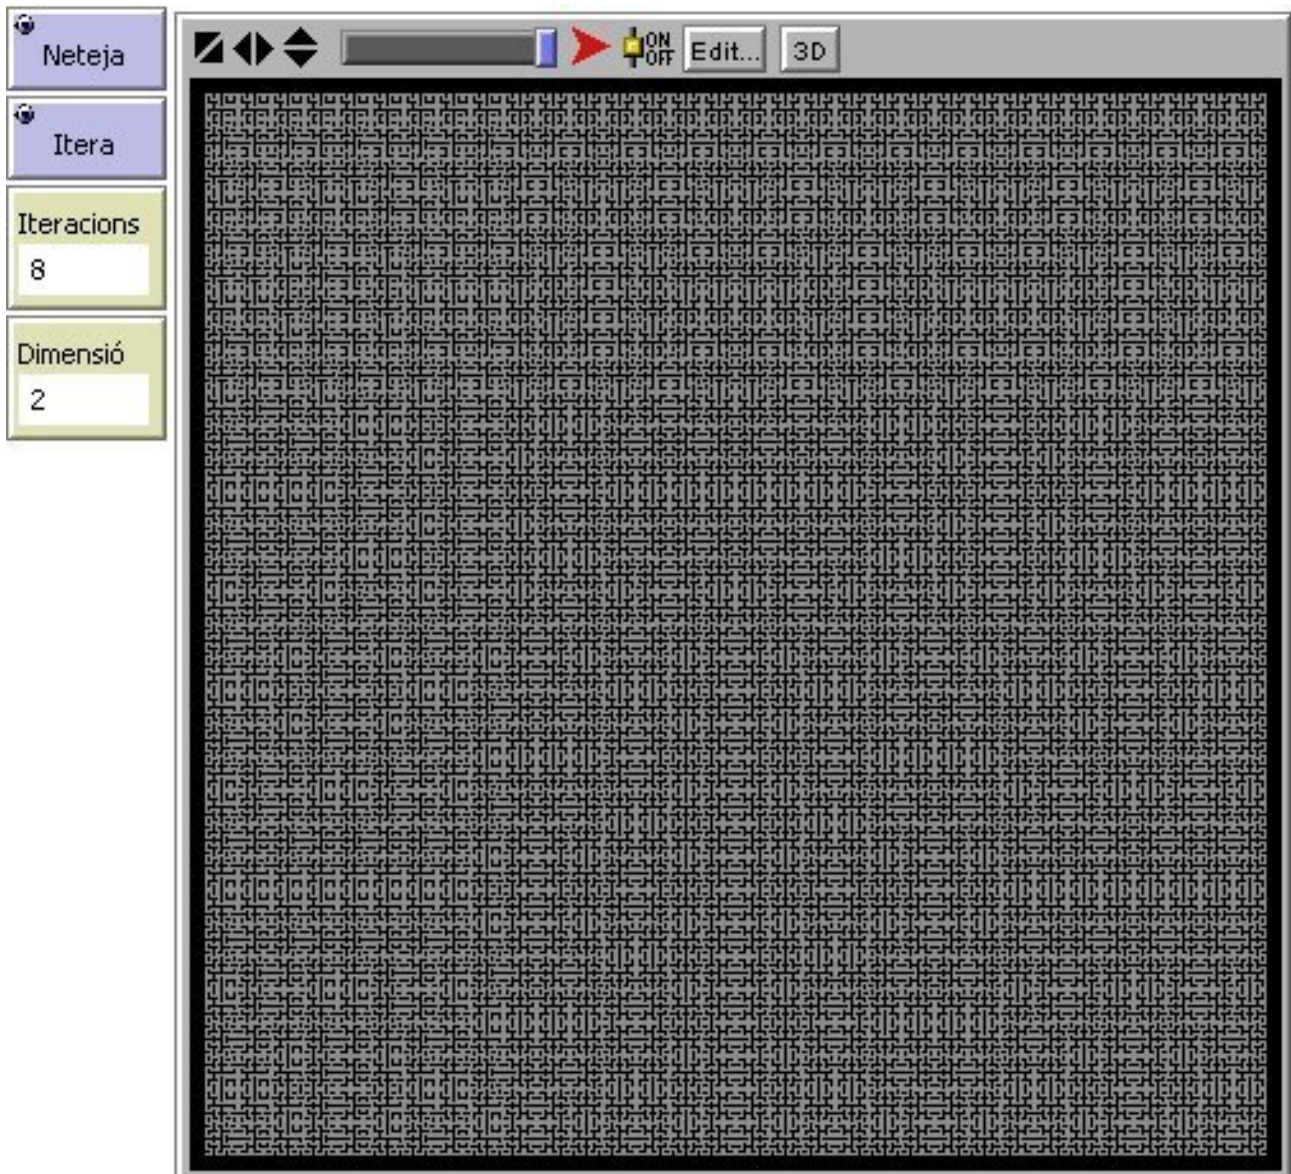 Neteja
Itera
Iteracions
8
Dimensió
2
ON
OFF
Edit...
3D